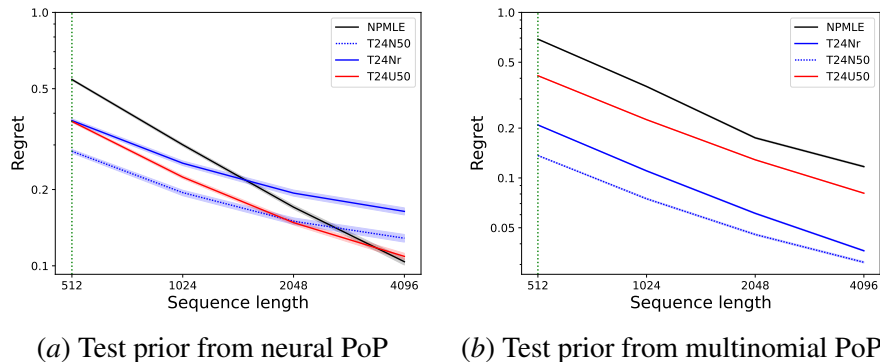 1.0
0.5
0.2
0.1
Regret
512
1024
2048
4096
Sequence length
NPMLE
T24N50
T24Nr
T24U50
(a) Test prior from neural PoP
1.0
0.5
0.2
0.1
0.05
Regret
512
1024
2048
4096
Sequence length
NPMLE
T24Nr
T24N50
T24U50
(b) Test prior from multinomial PoP